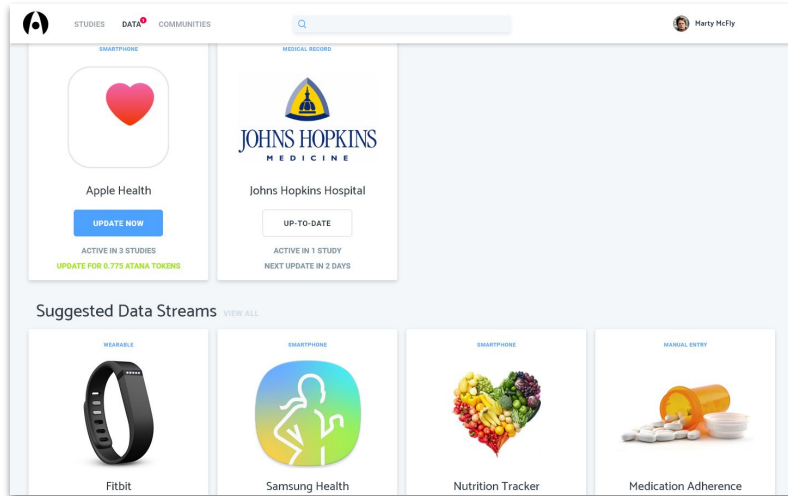 STUDIES DATA 1 COMMUNITIES Marty McFly
SMARTPHONE
MEDICAL RECORD
JOHNS HOPKINS
MEDICINE
Apple Health
Johns Hopkins Hospital
UPDATE NOW
UP-TO-DATE
ACTIVE IN 3 STUDIES
ACTIVE IN 1 STUDY
UPDATE FOR 0.775 ATANA TOKENS
NEXT UPDATE IN 2 DAYS
Suggested Data Streams VIEW ALL
WEARABLE
SMARTPHONE
SMARTPHONE
MANUAL ENTRY
Fitbit
Samsung Health
Nutrition Tracker
Medication Adherence